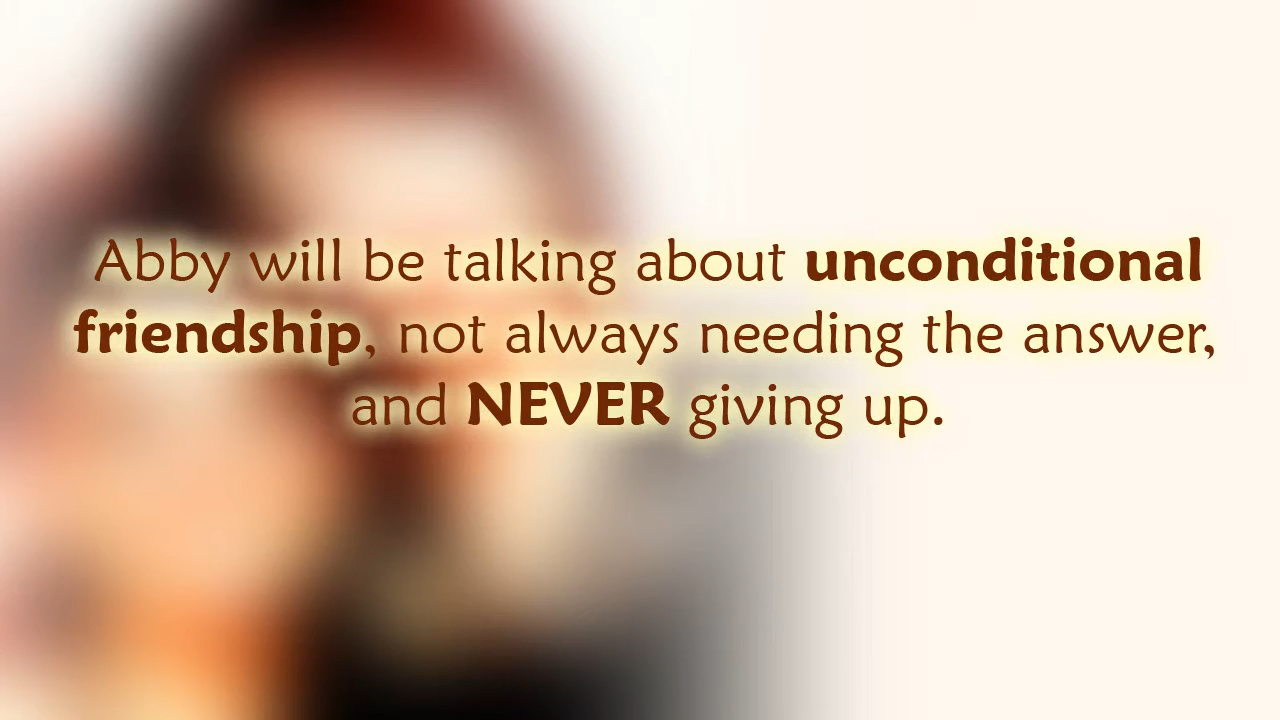 Abby will be talking about unconditional
friendship, not always needing the answer,
and NEVER giving up.